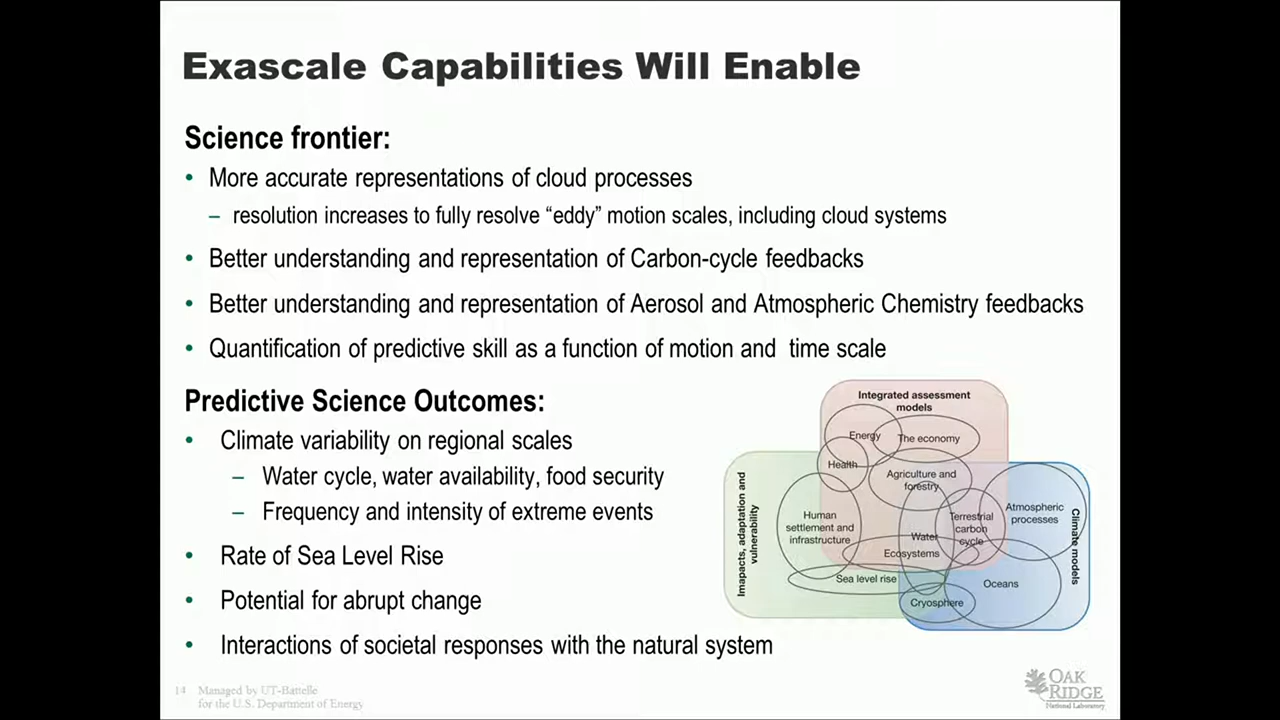 Exascale Capabilities Will Enable
Science frontier:
• More accurate representations of cloud processes
– resolution increases to fully resolve “eddy” motion scales, including cloud systems
• Better understanding and representation of Carbon-cycle feedbacks
• Better understanding and representation of Aerosol and Atmospheric Chemistry feedbacks
• Quantification of predictive skill as a function of motion and time scale
Predictive Science Outcomes:
• Climate variability on regional scales
– Water cycle, water availability, food security
– Frequency and intensity of extreme events
• Rate of Sea Level Rise
• Potential for abrupt change
• Interactions of societal responses with the natural system
Integrated assessment
models
Energy
The economy
Health
Agriculture and
forestry
Imapacts, adaptation and
vulnerability
Human
settlement and
infrastructure
Water
Terrestrial
carbon
cycle
Atmospheric
processes
Climate models
Ecosystems
Sea level rise
Oceans
Cryosphere
14 Managed by UT-Battelle
for the U.S. Department of Energy
OAK
RIDGE
National Laboratory